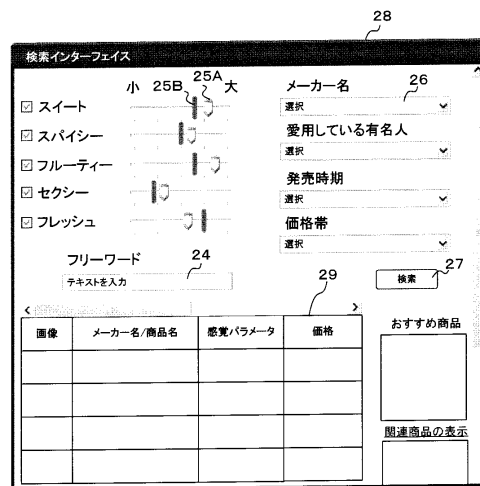 28
検索インターフェイス
小 25B 25A 大
スイート
スパイシー
フルーティー
セクシー
フレッシュ
メーカー名 26
選択
愛用している有名人
選択
発売時期
選択
価格帯
選択
フリーワード 24
テキストを入力
検索 27
29
画像 メーカー名/商品名 感覚パラメータ 価格
おすすめ商品
関連商品の表示